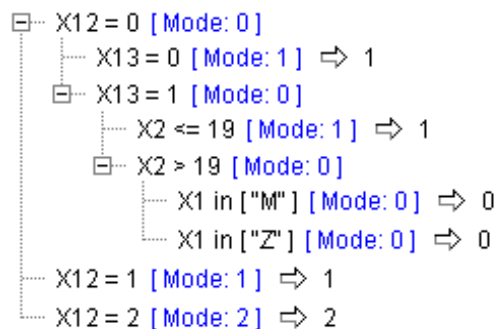 X12 = 0 [Mode: 0]
X13 = 0 [Mode: 1] ⇨ 1
X13 = 1 [Mode: 0]
X2 <= 19 [Mode: 1] ⇨ 1
X2 > 19 [Mode: 0]
X1 in ["M"] [Mode: 0] ⇨ 0
X1 in ["Z"] [Mode: 0] ⇨ 0
X12 = 1 [Mode: 1] ⇨ 1
X12 = 2 [Mode: 2] ⇨ 2